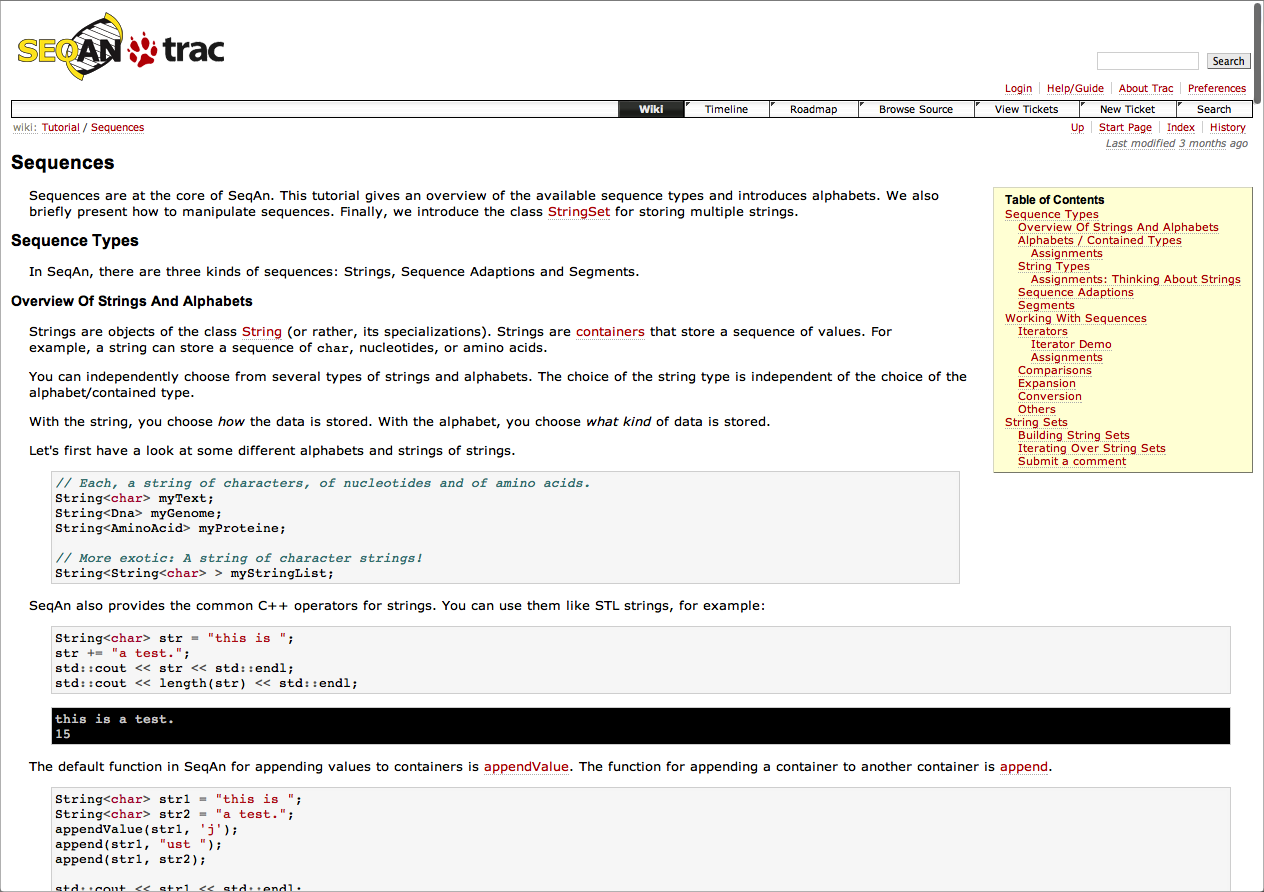 SEQAN trac
Search
Login Help/Guide About Trac Preferences
Wiki Timeline Roadmap Browse Source View Tickets New Ticket Search
wiki: Tutorial / Sequences
Up Start Page Index History
Last modified 3 months ago
Sequences
Sequences are at the core of SeqAn. This tutorial gives an overview of the available sequence types and introduces alphabets. We also
briefly present how to manipulate sequences. Finally, we introduce the class StringSet for storing multiple strings.
Sequence Types
In SeqAn, there are three kinds of sequences: Strings, Sequence Adaptions and Segments.
Overview Of Strings And Alphabets
Strings are objects of the class String (or rather, its specializations). Strings are containers that store a sequence of values. For
example, a string can store a sequence of char, nucleotides, or amino acids.
You can independently choose from several types of strings and alphabets. The choice of the string type is independent of the choice of the
alphabet/contained type.
With the string, you choose how the data is stored. With the alphabet, you choose what kind of data is stored.
Let's first have a look at some different alphabets and strings of strings.
Table of Contents
Sequence Types
Overview Of Strings And Alphabets
Alphabets / Contained Types
Assignments
String Types
Assignments: Thinking About Strings
Sequence Adaptions
Segments
Working With Sequences
Iterators
Iterator Demo
Assignments
Comparisons
Expansion
Conversion
Others
String Sets
Building String Sets
Iterating Over String Sets
Submit a comment
// Each, a string of characters, of nucleotides and of amino acids.
String<char> myText;
String<Dna> myGenome;
String<AminoAcid> myProteine;
// More exotic: A string of character strings!
String<String<char> > myStringList;
SeqAn also provides the common C++ operators for strings. You can use them like STL strings, for example:
String<char> str = "this is ";
str += "a test.";
std::cout << str << std::endl;
std::cout << length(str) << std::endl;
this is a test.
15
The default function in SeqAn for appending values to containers is appendValue. The function for appending a container to another container is append.
String<char> str1 = "this is ";
String<char> str2 = "a test.";
appendValue(str1, 'j');
append(str1, "ust ");
append(str1, str2);
std::cout << str1 << std::endl;